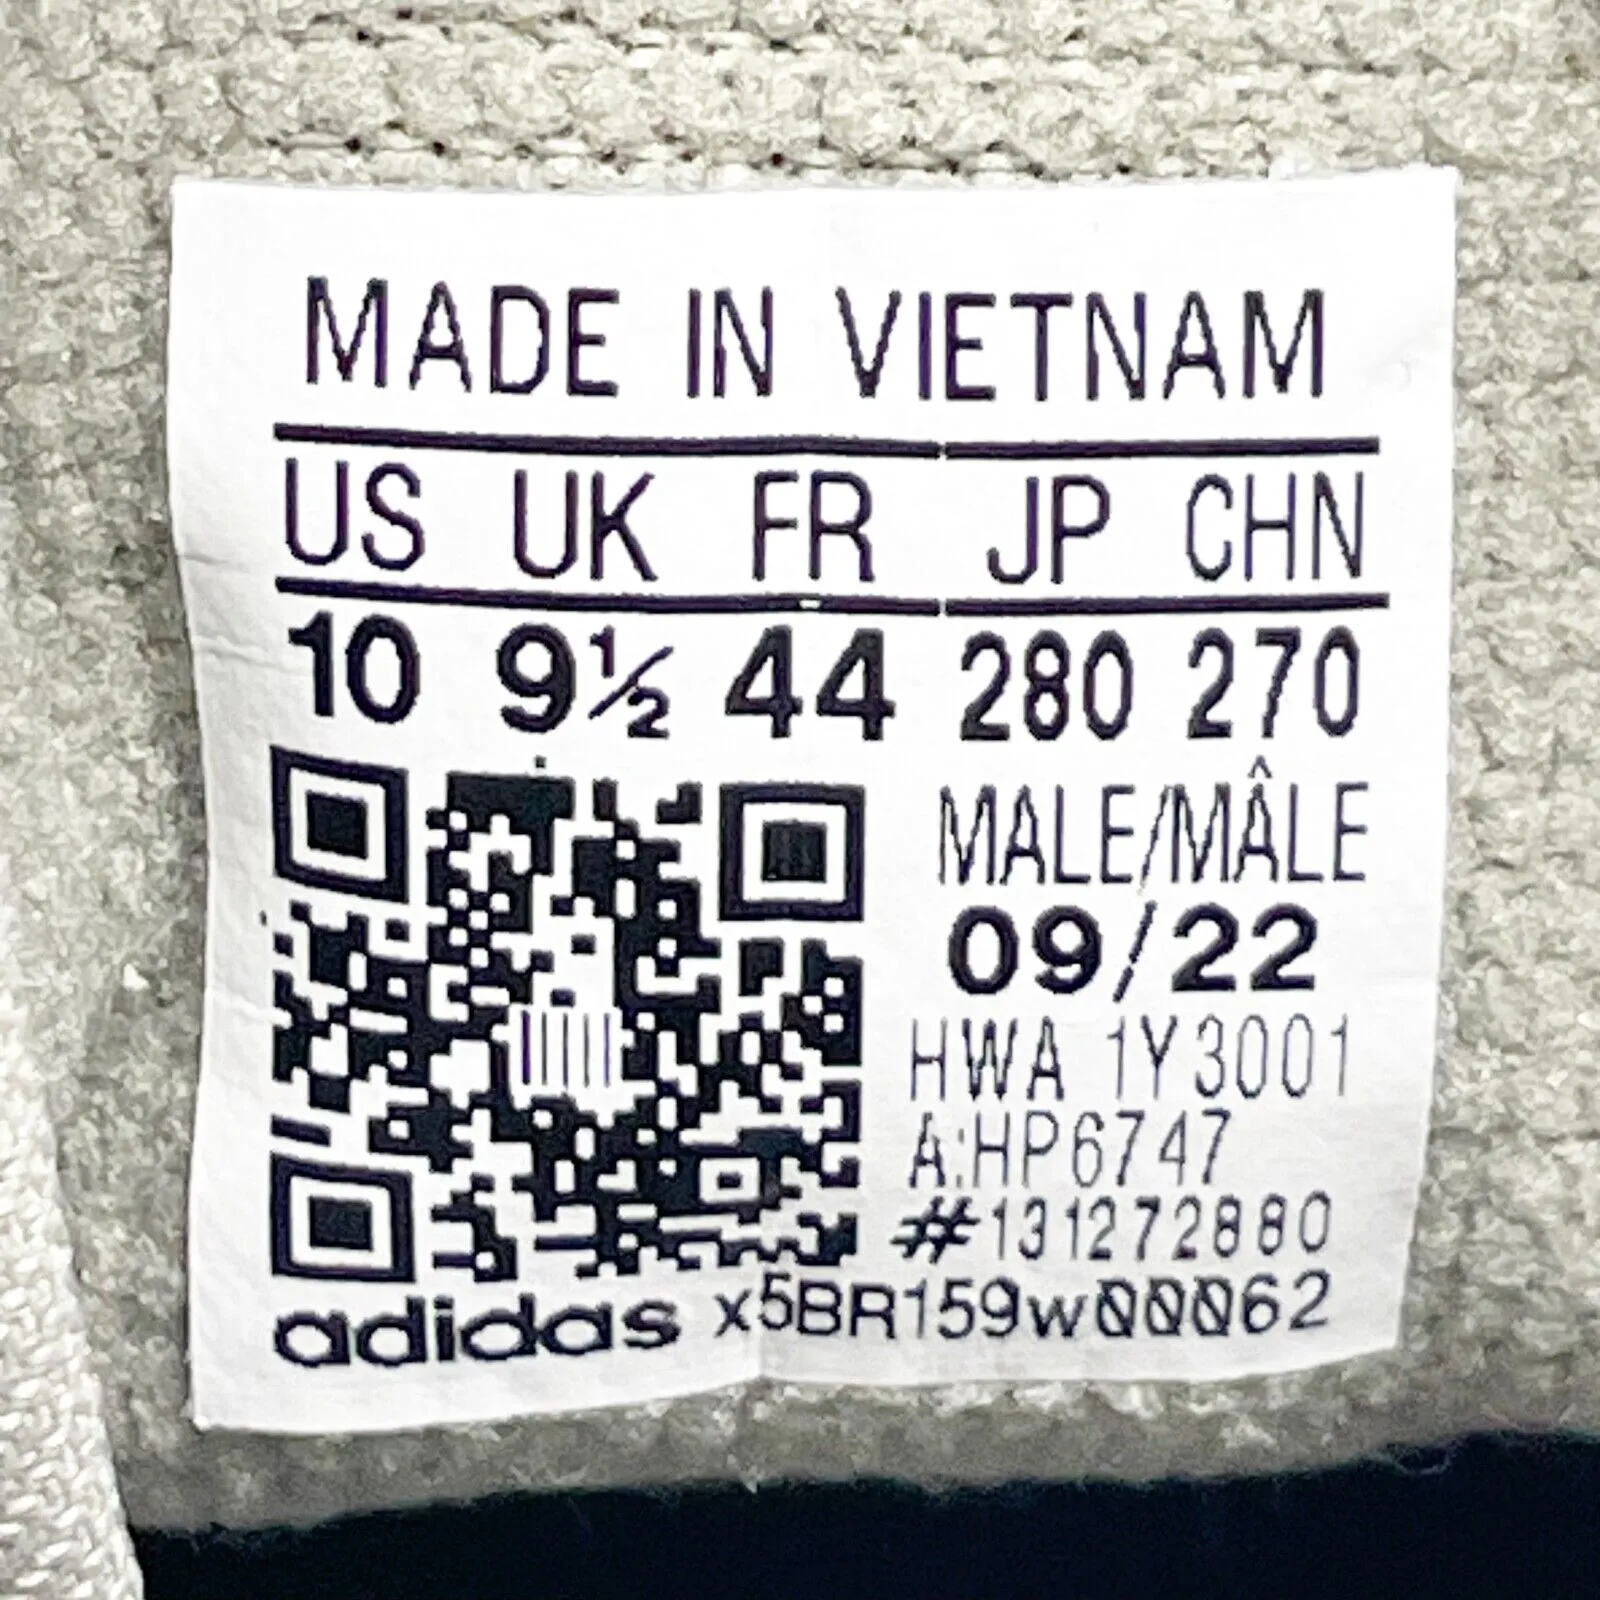 MADE IN VIETNAM
US UK FR JP CHN
10 9½ 44 280 270
MALE/MÂLE
09/22
HWA 1Y3001
A:HP6747
#131272880
adidas x5BR159w00062